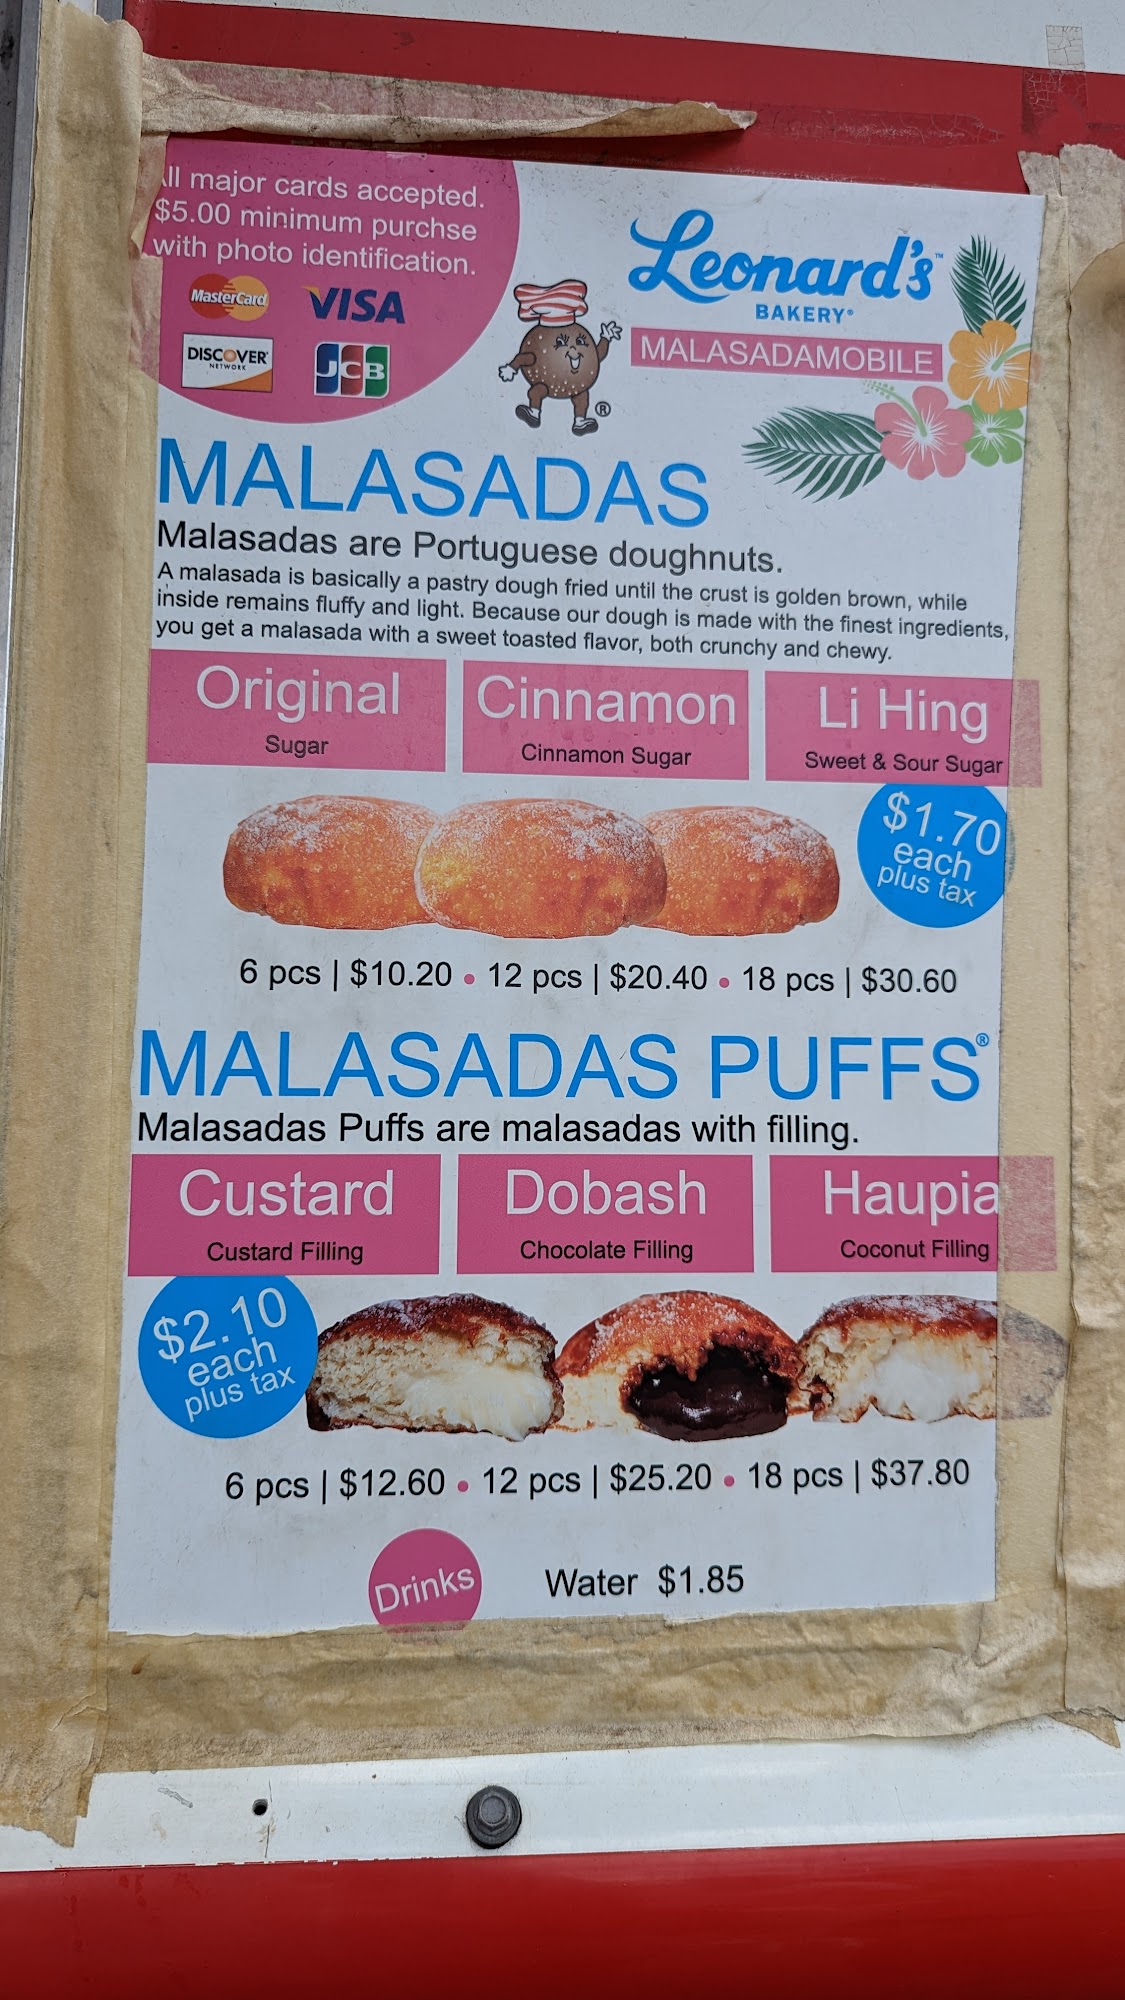 All major cards accepted.
$5.00 minimum purchse
with photo identification.
MasterCard VISA
DISCOVER
NETWORK
JCB
Leonard's™
BAKERY®
MALASADAMOBILE
®
MALASADAS
Malasadas are Portuguese doughnuts.
A malasada is basically a pastry dough fried until the crust is golden brown, while
inside remains fluffy and light. Because our dough is made with the finest ingredients,
you get a malasada with a sweet toasted flavor, both crunchy and chewy.
Original Cinnamon Li Hing
Sugar Cinnamon Sugar Sweet & Sour Sugar
$1.70
each
plus tax
6 pcs | $10.20 • 12 pcs | $20.40 • 18 pcs | $30.60
MALASADAS PUFFS®
Malasadas Puffs are malasadas with filling.
Custard Dobash Haupia
Custard Filling Chocolate Filling Coconut Filling
$2.10
each
plus tax
6 pcs | $12.60 • 12 pcs | $25.20 • 18 pcs | $37.80
Drinks Water $1.85